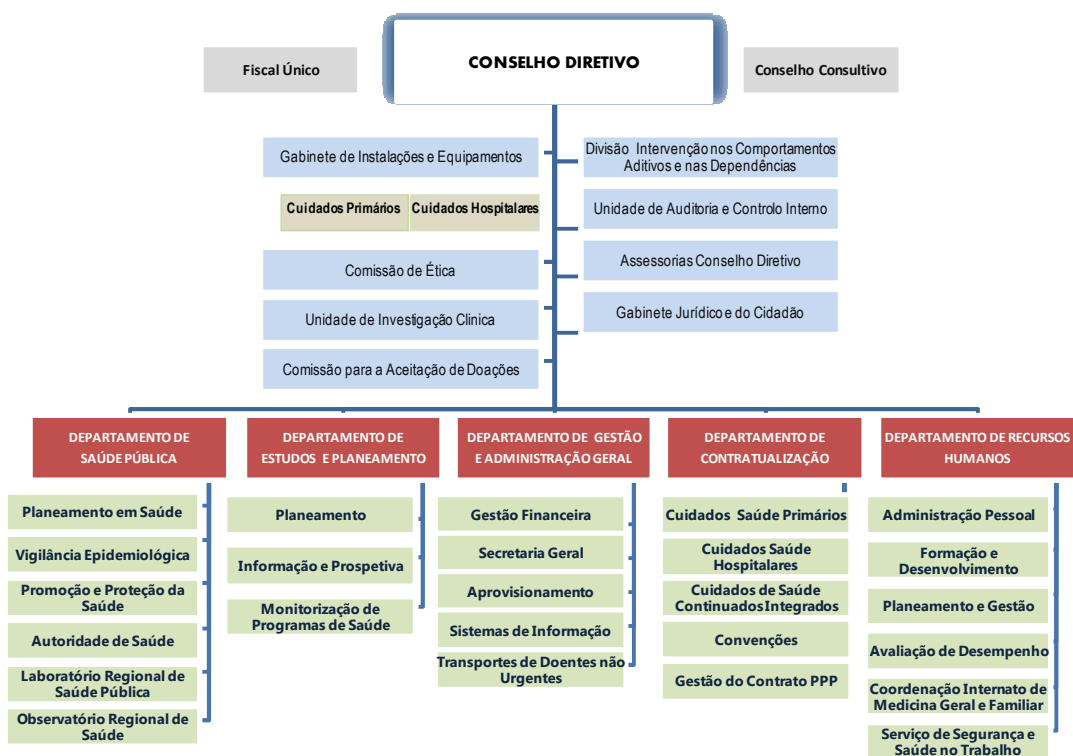 CONSELHO DIRETIVO
Fiscal Único
Conselho Consultivo
Gabinete de Instalações e Equipamentos
Divisão Intervenção nos Comportamentos
Aditivos e nas Dependências
Cuidados Primários
Cuidados Hospitalares
Unidade de Auditoria e Controlo Interno
Comissão de Ética
Assessorias Conselho Diretivo
Unidade de Investigação Clinica
Gabinete Jurídico e do Cidadão
Comissão para a Aceitação de Doações
DEPARTAMENTO DE
SAÚDE PÚBLICA
Planeamento em Saúde
Vigilância Epidemiológica
Promoção e Proteção da
Saúde
Autoridade de Saúde
Laboratório Regional de
Saúde Pública
Observatório Regional de
Saúde
DEPARTAMENTO DE
ESTUDOS E PLANEAMENTO
Planeamento
Informação e Prospetiva
Monitorização de
Programas de Saúde
DEPARTAMENTO DE GESTÃO
E ADMINISTRAÇÃO GERAL
Gestão Financeira
Secretaria Geral
Aprovisionamento
Sistemas de Informação
Transportes de Doentes não
Urgentes
DEPARTAMENTO DE
CONTRATUALIZAÇÃO
Cuidados Saúde Primários
Cuidados Saúde
Hospitalares
Cuidados de Saúde
Continuados Integrados
Convenções
Gestão do Contrato PPP
DEPARTAMENTO DE RECURSOS
HUMANOS
Administração Pessoal
Formação e
Desenvolvimento
Planeamento e Gestão
Avaliação de Desempenho
Coordenação Internato de
Medicina Geral e Familiar
Serviço de Segurança e
Saúde no Trabalho